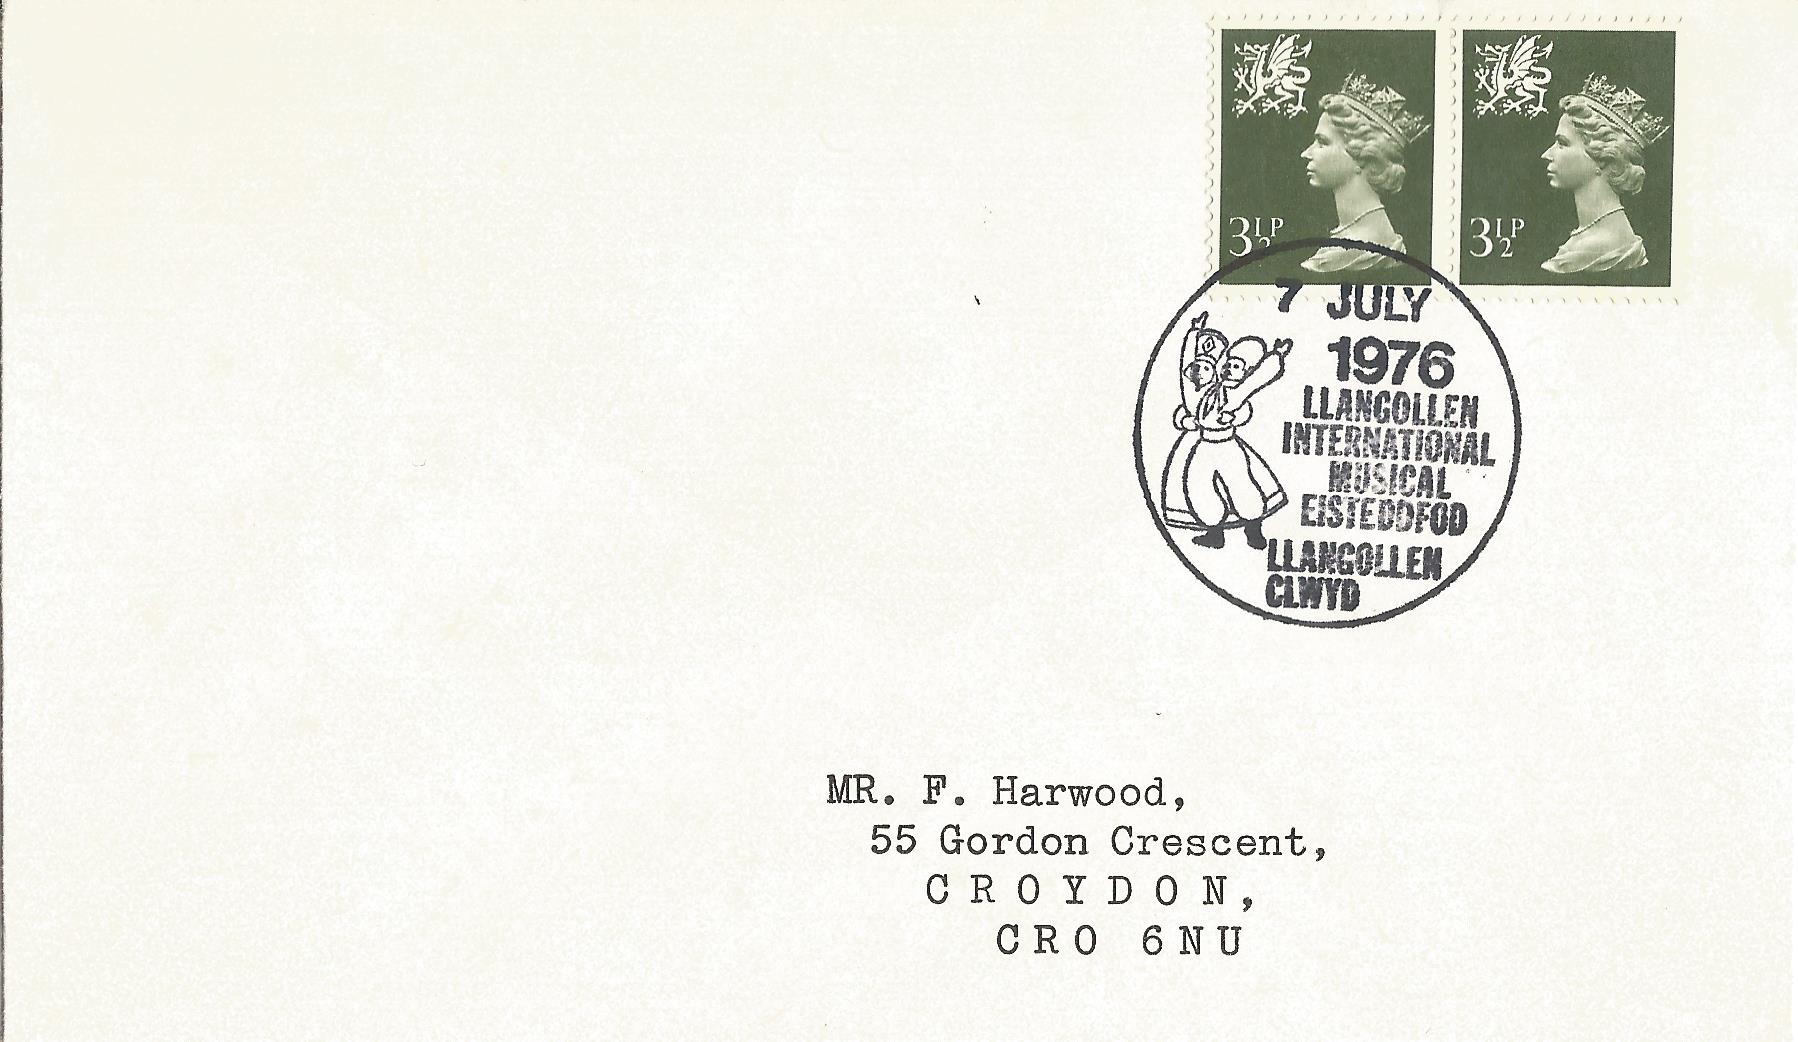 3½P
3½P
7 JULY
1976
LLANGOLLEN
INTERNATIONAL
MUSICAL
EISTEDDFOD
LLANGOLLEN
CLWYD
MR. F. Harwood,
55 Gordon Crescent,
CROYDON,
CRO 6NU